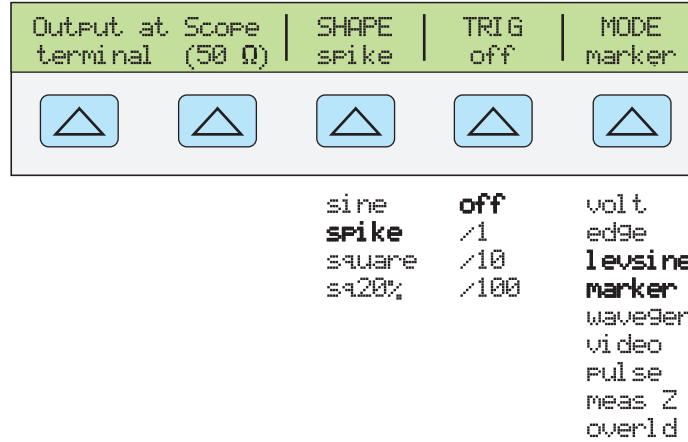 Output at Scope SHAPE TRIG MODE
terminal (50 Ω) spike off marker
sine off volt
spike /1 edge
square /10 levsine
sq20% /100 marker
wavegen
video
pulse
meas Z
overld